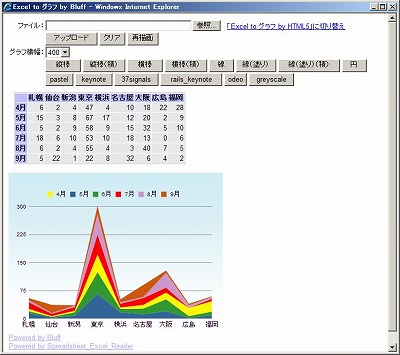 Excel to グラフ by Bluff - Windows Internet Explorer
ファイル: 参照... 「Excel to グラフ by HTML5」に切り替え
アップロード クリア 再描画
グラフ横幅: 400
縦棒 縦棒(積) 横棒 横棒(積) 線 線(塗り) 線(塗り)(積) 円
pastel keynote 37signals rails_keynote odeo greyscale
札幌 仙台 新潟 東京 横浜 名古屋 大阪 広島 福岡
4月 6 2 4 47 4 10 18 22 28
5月 15 3 8 67 17 12 20 2 9
6月 5 2 9 58 9 15 32 5 10
7月 18 6 10 53 10 18 13 0 6
8月 6 2 4 55 4 3 40 7 5
9月 5 22 1 22 8 32 6 4 2
4月 5月 6月 7月 8月 9月
300
225
150
75
0
札幌 仙台 新潟 東京 横浜 名古屋 大阪 広島 福岡
Powered by Bluff
Powered by Spreadsheet_Excel_Reader